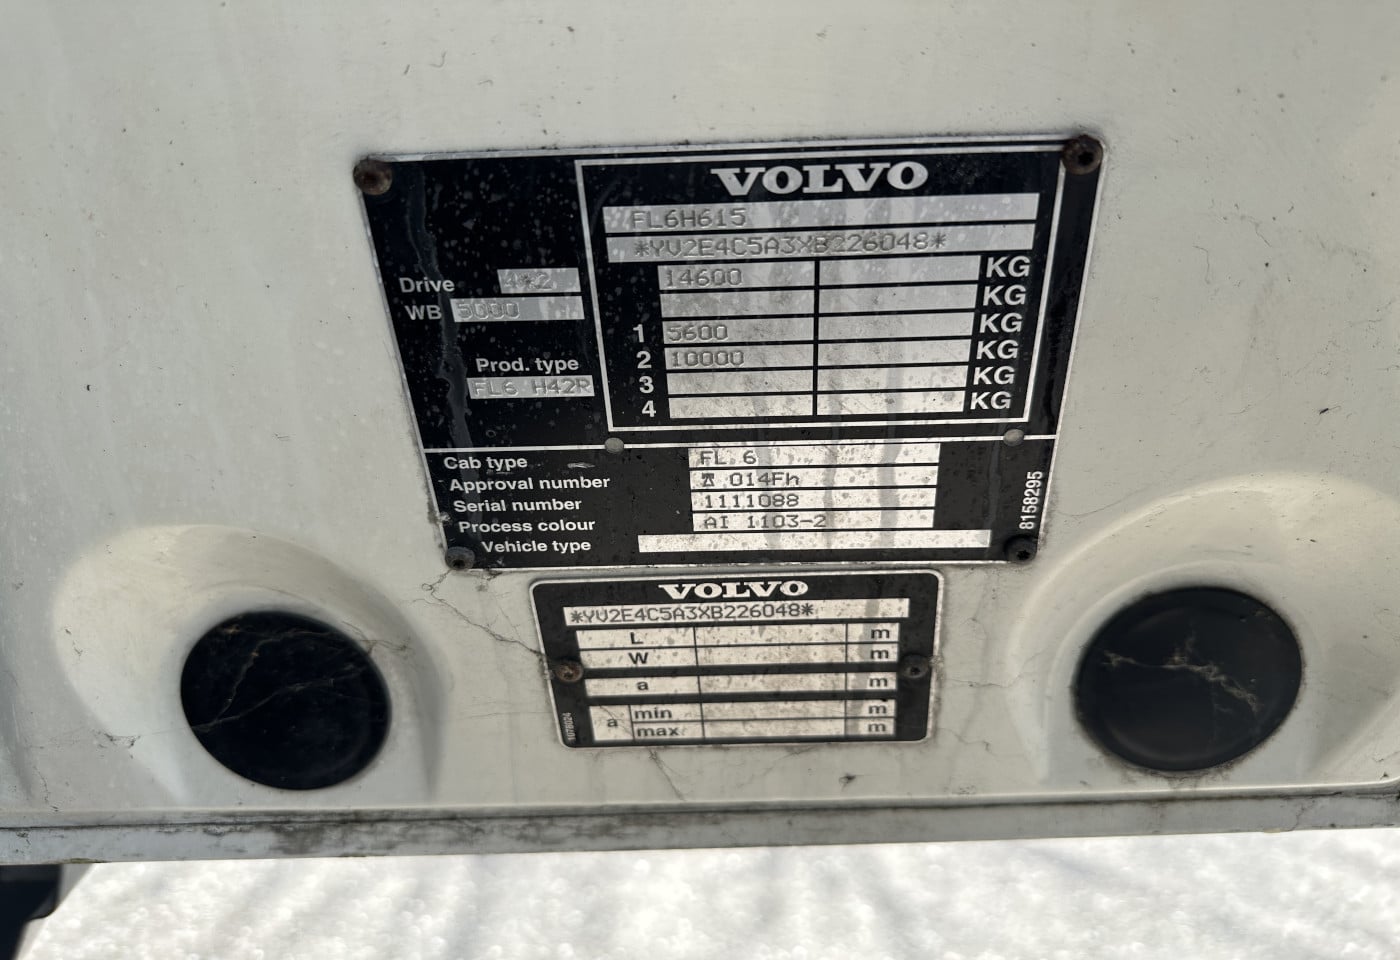 VOLVO
FL6H615
*YV2E4C5A3XB226048*
14600 KG
KG
1 5600 KG
2 10000 KG
3 KG
4 KG
Drive 4*2
WB 5000
Prod. type
FL6 H42R
Cab type FL 6
Approval number 014Fh
Serial number 1111088
Process colour AI 1103-2
Vehicle type
8158295
VOLVO
*YV2E4C5A3XB226048*
L m
W m
a m
a min m
max m
1078024